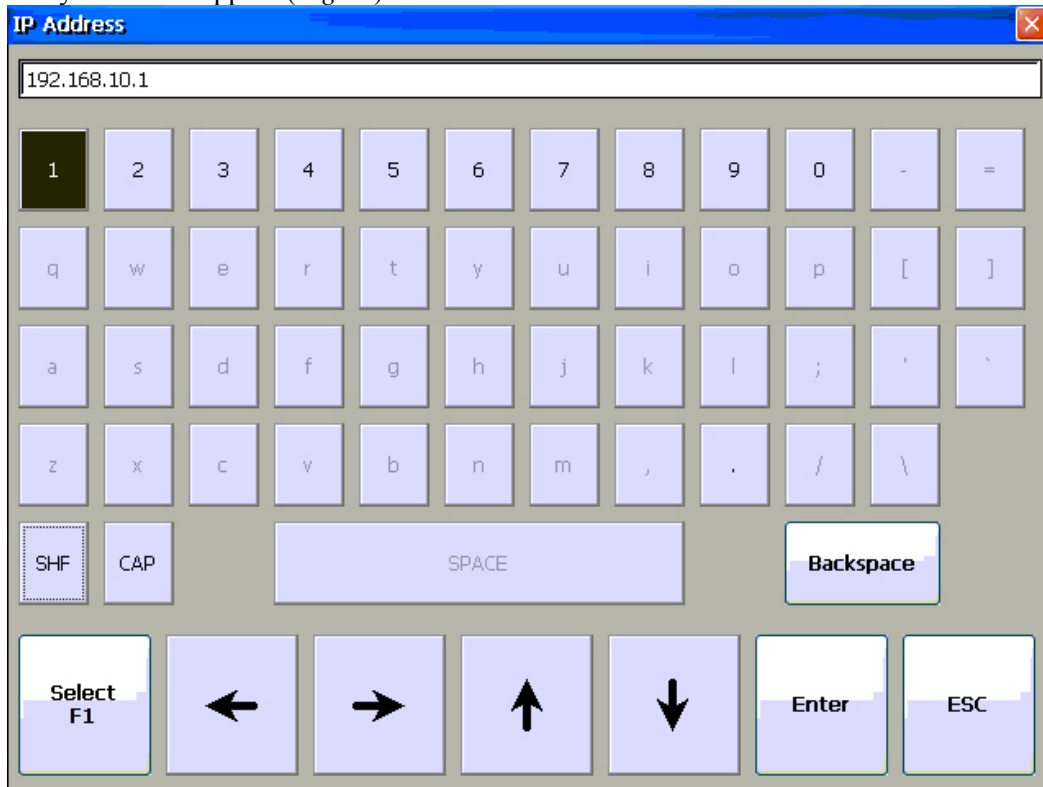 IP Address
192.168.10.1
1 2 3 4 5 6 7 8 9 0 - =
q w e r t y u i o p [ ]
a s d f g h j k l ; ' `
z x c v b n m , . / \
SHF CAP SPACE Backspace
Select F1 Enter ESC